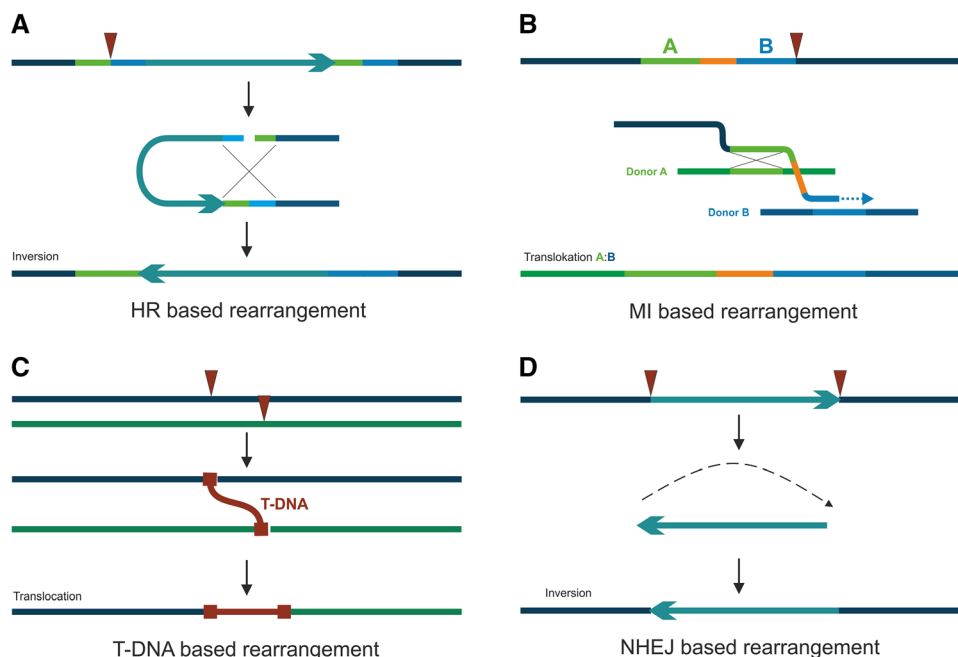 A
Inversion
HR based rearrangement
B
A
B
Donor A
Donor B
Translokation A:B
MI based rearrangement
C
T-DNA
Translocation
T-DNA based rearrangement
D
Inversion
NHEJ based rearrangement